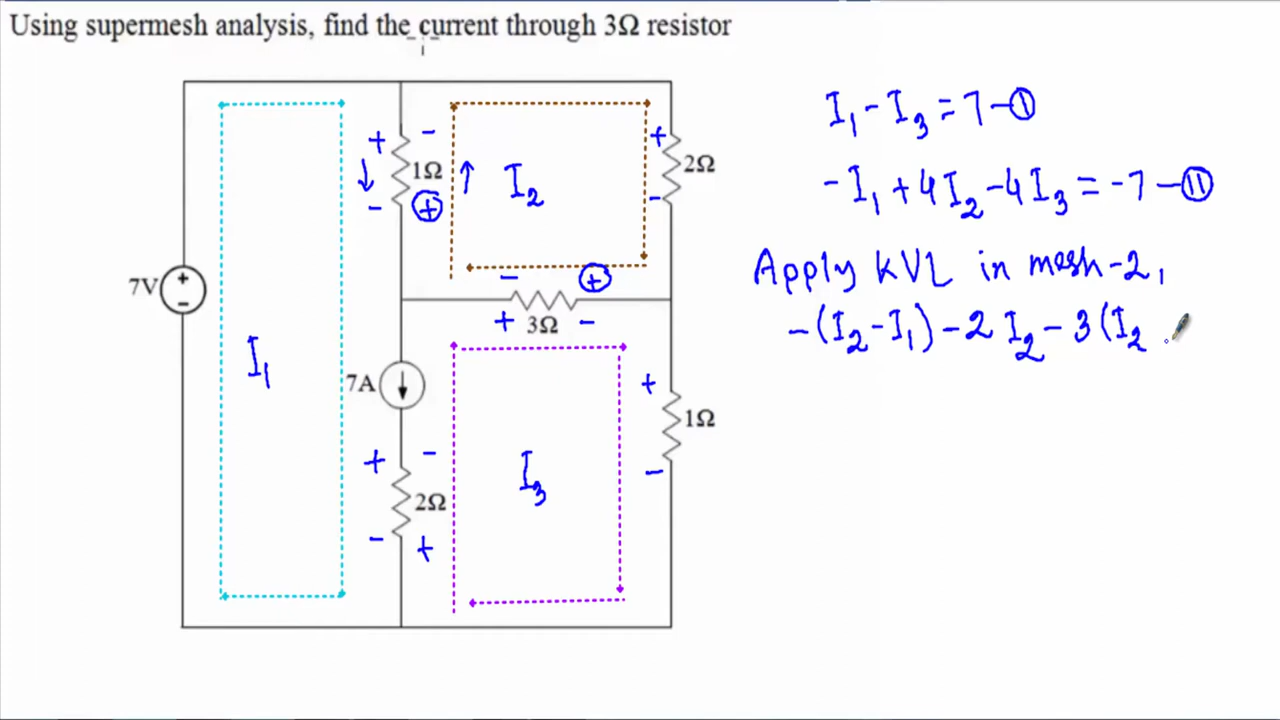 Using supermesh analysis, find the current through 3Ω resistor
I₁ - I₃ = 7 - ①
-I₁ + 4I₂ - 4I₃ = -7 - ⑪
Apply KVL in mesh-2,
-(I₂ - I₁) - 2I₂ - 3(I₂
+ -
1Ω
- +
I₂
+
2Ω
-
7V
+
-
- +
3Ω
+ -
I₁
7A
I₃
+
1Ω
-
+ -
2Ω
- +